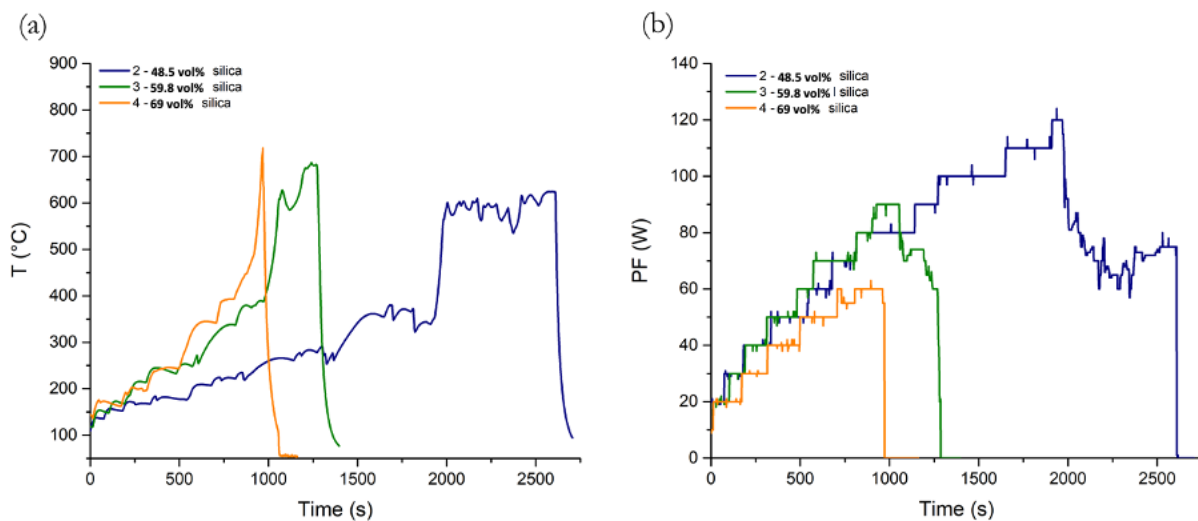 (a)
(b)
900
800
700
600
500
400
300
200
100
T (°C)
2 - 48.5 vol% silica
3 - 59.8 vol% silica
4 - 69 vol% silica
0 500 1000 1500 2000 2500
Time (s)
140
120
100
80
60
40
20
0
PF (W)
2 - 48.5 vol% silica
3 - 59.8 vol% l silica
4 - 69 vol% silica
0 500 1000 1500 2000 2500
Time (s)